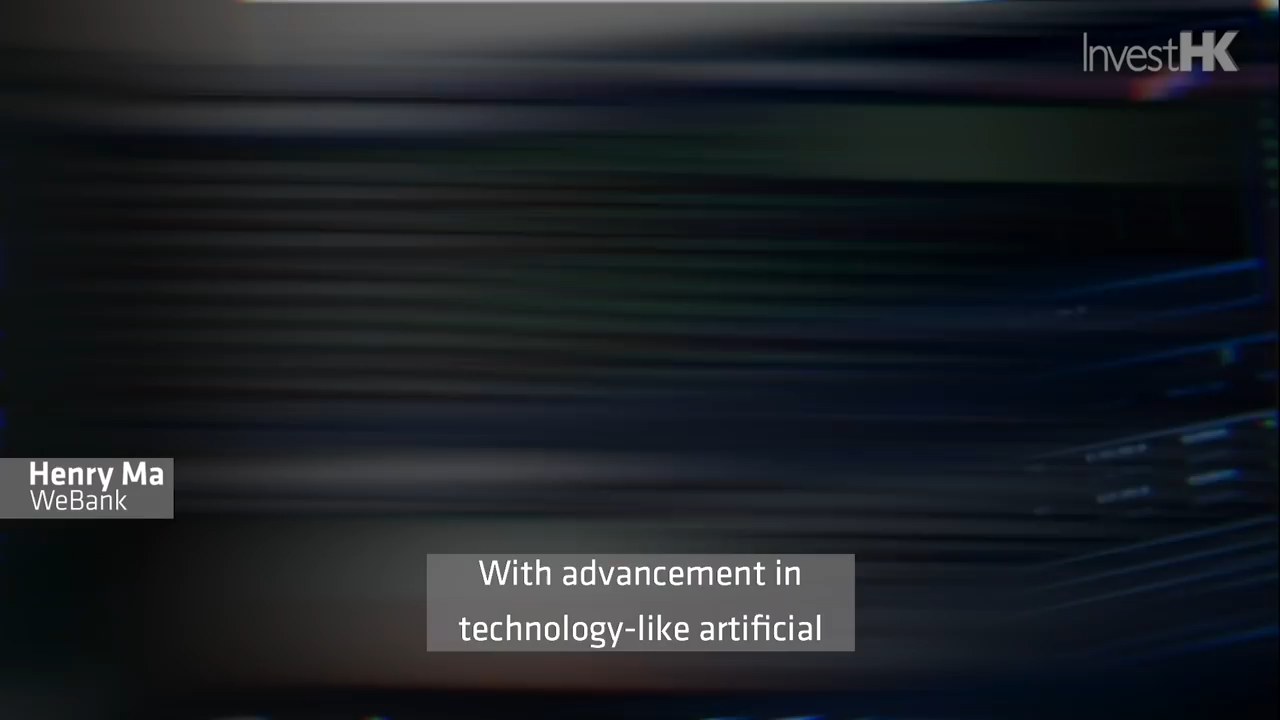 InvestHK
Henry Ma
WeBank
With advancement in
technology-like artificial